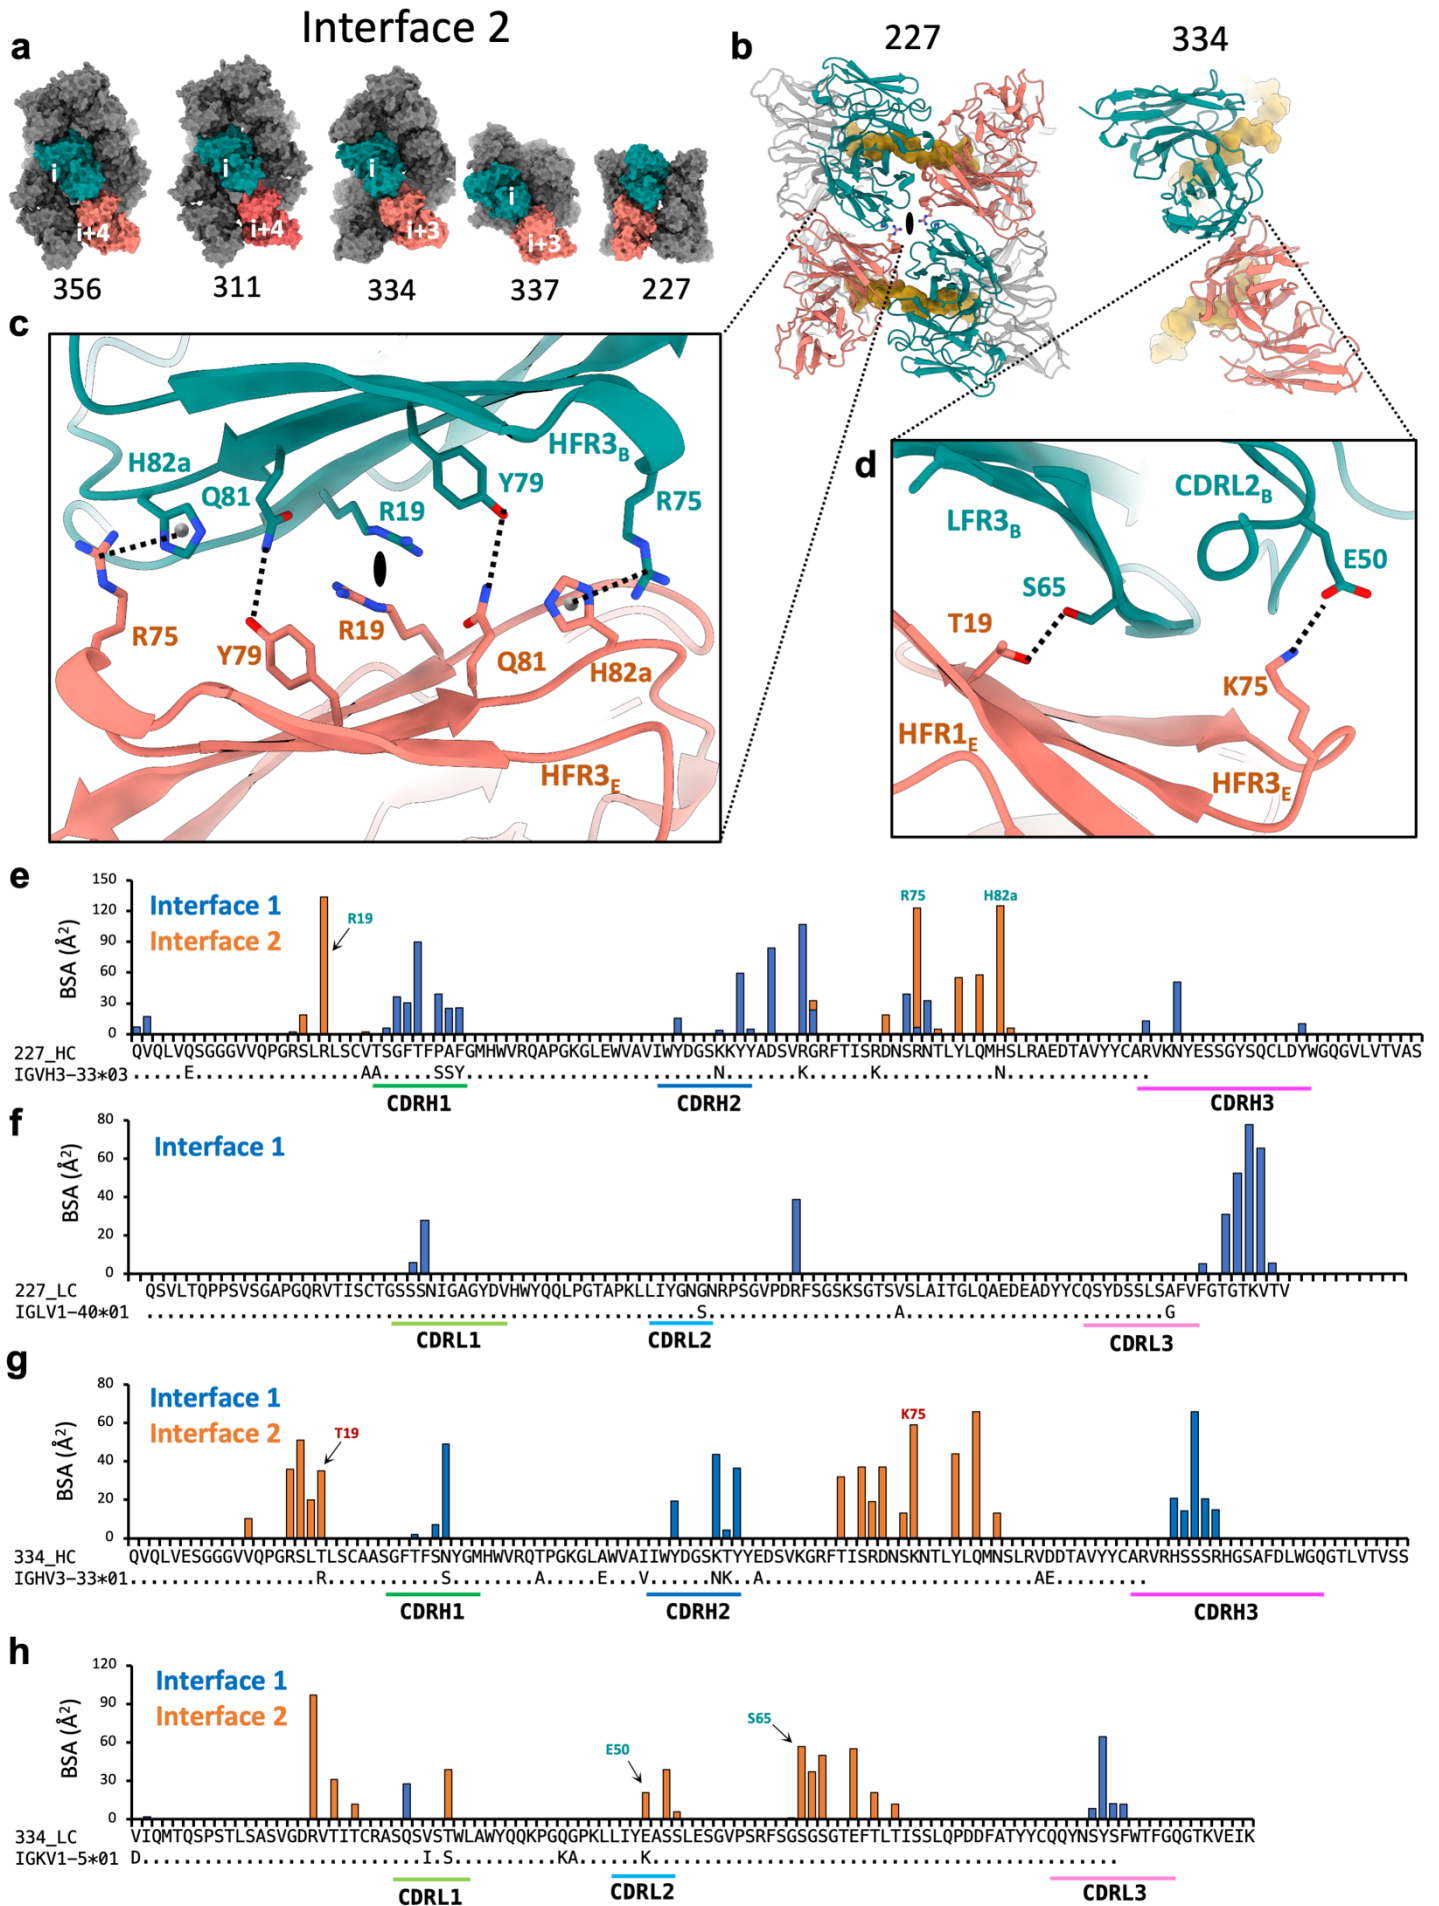 Interface 2
a
i
i+4
i
i+4
i
i+3
i
i+3
356
311
334
337
227
b
227
334
c
H82a
Q81
R19
Y79
HFR3B
R75
R75
Y79
R19
Q81
H82a
HFR3E
d
LFR3B
CDRL2B
S65
E50
T19
K75
HFR1E
HFR3E
e
BSA (Å2)
150
120
90
60
30
0
Interface 1
Interface 2
R19
R75
H82a
227_HC
QVQLVQSGGGVVQPGRSLRLSCVTSGFTFPAFGMHWVRQAPGKGLEWVAVIWYDGSKKYYADSVRGRFTISRDNSRNTLYLQMHSLRAEDTAVYYCARVKNYESSGYSQCLDYWGQGVLVTVAS
IGVH3-33*03
.....E................AA......SSY........................N.......K......K...........N..............
CDRH1
CDRH2
CDRH3
f
BSA (Å2)
80
60
40
20
0
Interface 1
227_LC
QSVLTQPPSVSGAPGQRVTISCTGSSSNIGAGYDVHWYQQLPGTAPKLLIYGNGNRPSGVPDRFSGSKSGTSVSLAITGLQAEDEADYYCQSYDSSLSAFVFGTGTKVTV
IGLV1-40*01
.....................................................S..................A.........................G..
CDRL1
CDRL2
CDRL3
g
BSA (Å2)
80
60
40
20
0
Interface 1
Interface 2
T19
K75
334_HC
QVQLVESGGGVVQPGRSLTLSCAASGFTFSNYGMHWVRQTPGKGLAWVAIIWYDGSKTYYEDSVKGRFTISRDNSKNTLYLQMNSLRVDDTAVYYCARVRHSSSRHGSAFDLWGQGTLVTVSS
IGHV3-33*01
..................R...........S........A.....E...V......NK..A..........................AE.........
CDRH1
CDRH2
CDRH3
h
BSA (Å2)
120
90
60
30
0
Interface 1
Interface 2
E50
S65
334_LC
VIQMTQSPSTLSASVGDRVTITCRASQSVSTWLAWYQQKPGQGPKLLIYEASSLESGVPSRFSGSGSGTEFTLTISSLQPDDFATYYCQQYNSYSFWTFGQGTKVEIK
IGKV1-5*01
D...........................I.S..........KA......K.............................................
CDRL1
CDRL2
CDRL3